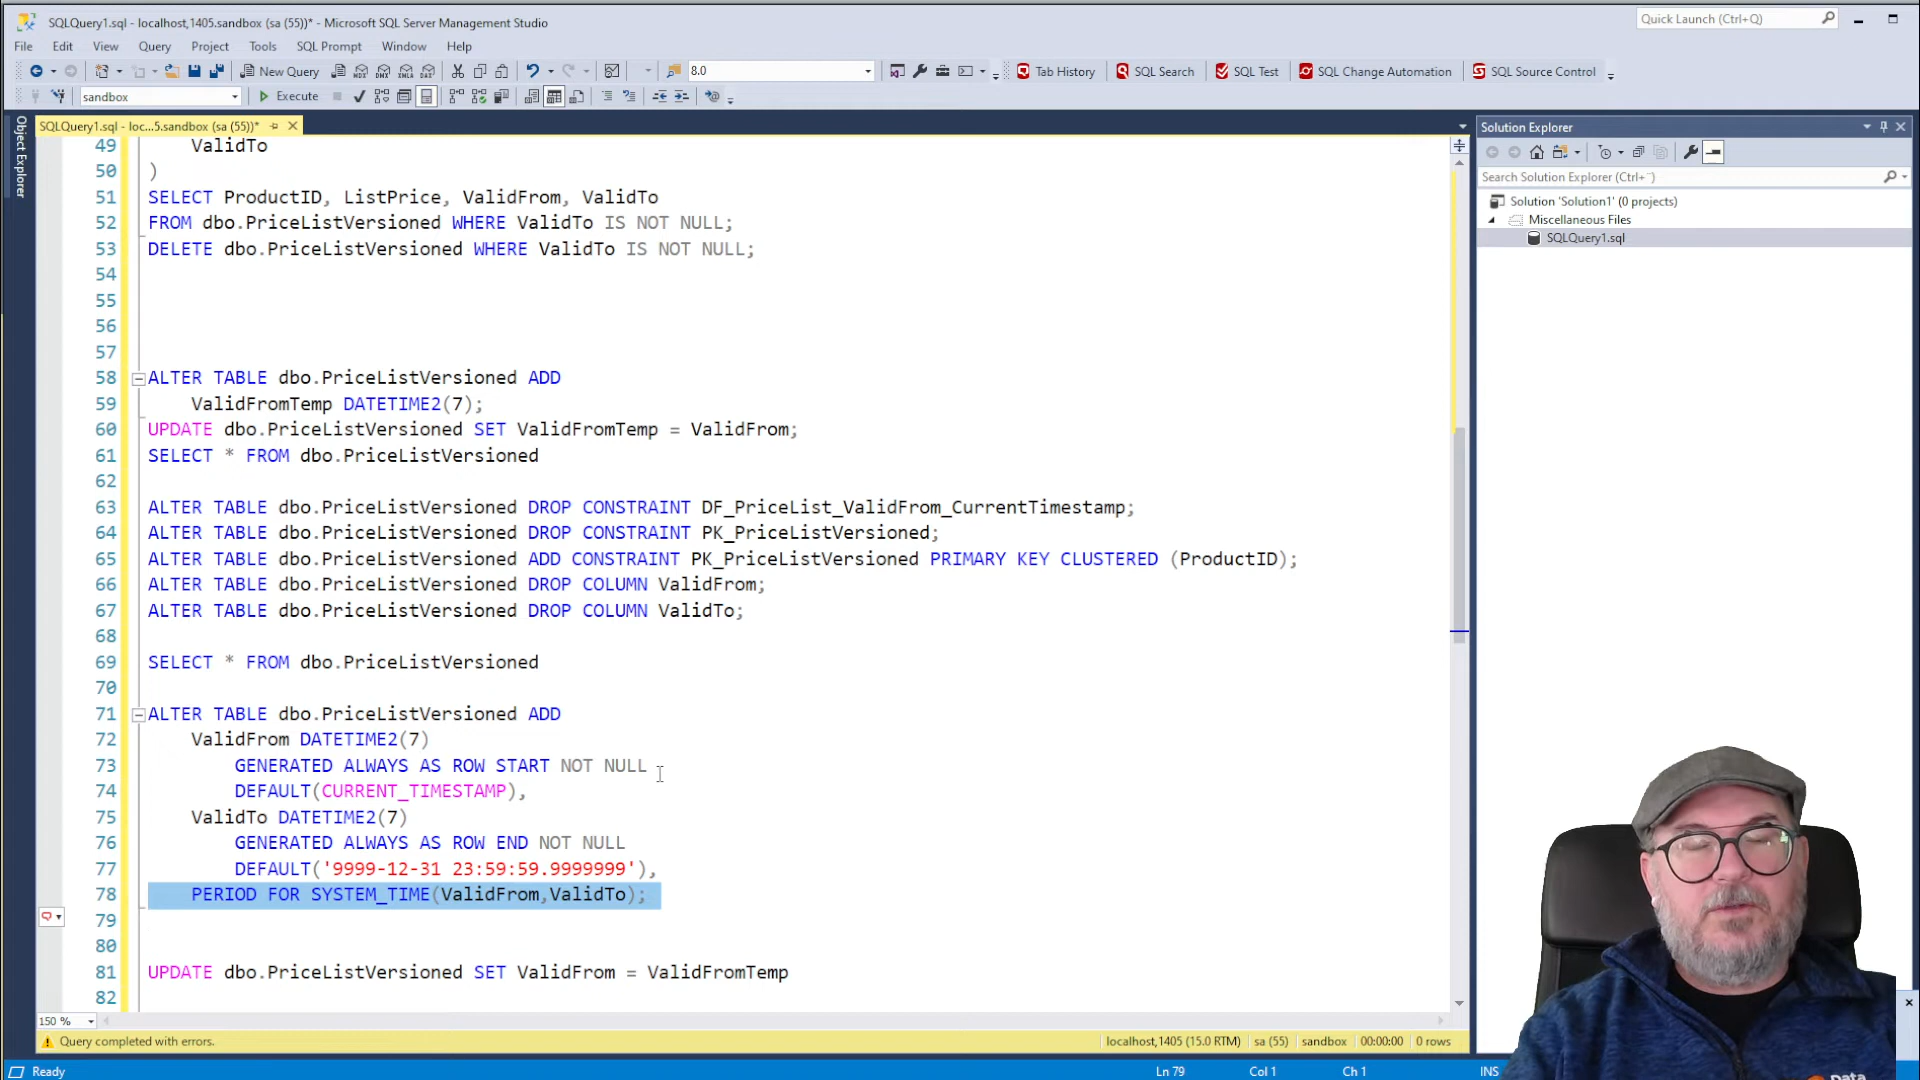 SQLQuery1.sql - localhost,1405.sandbox (sa (55))* - Microsoft SQL Server Management Studio
Quick Launch (Ctrl+Q)
File Edit View Query Project Tools SQL Prompt Window Help
New Query
8.0
Tab History SQL Search SQL Test SQL Change Automation SQL Source Control
sandbox
Execute
Object Explorer
SQLQuery1.sql - loc...5.sandbox (sa (55))*
49 ValidTo
50 )
51 SELECT ProductID, ListPrice, ValidFrom, ValidTo
52 FROM dbo.PriceListVersioned WHERE ValidTo IS NOT NULL;
53 DELETE dbo.PriceListVersioned WHERE ValidTo IS NOT NULL;
54
55
56
57
58 ALTER TABLE dbo.PriceListVersioned ADD
59 ValidFromTemp DATETIME2(7);
60 UPDATE dbo.PriceListVersioned SET ValidFromTemp = ValidFrom;
61 SELECT * FROM dbo.PriceListVersioned
62
63 ALTER TABLE dbo.PriceListVersioned DROP CONSTRAINT DF_PriceList_ValidFrom_CurrentTimestamp;
64 ALTER TABLE dbo.PriceListVersioned DROP CONSTRAINT PK_PriceListVersioned;
65 ALTER TABLE dbo.PriceListVersioned ADD CONSTRAINT PK_PriceListVersioned PRIMARY KEY CLUSTERED (ProductID);
66 ALTER TABLE dbo.PriceListVersioned DROP COLUMN ValidFrom;
67 ALTER TABLE dbo.PriceListVersioned DROP COLUMN ValidTo;
68
69 SELECT * FROM dbo.PriceListVersioned
70
71 ALTER TABLE dbo.PriceListVersioned ADD
72 ValidFrom DATETIME2(7)
73 GENERATED ALWAYS AS ROW START NOT NULL
74 DEFAULT(CURRENT_TIMESTAMP),
75 ValidTo DATETIME2(7)
76 GENERATED ALWAYS AS ROW END NOT NULL
77 DEFAULT('9999-12-31 23:59:59.9999999'),
78 PERIOD FOR SYSTEM_TIME(ValidFrom,ValidTo);
79
80
81 UPDATE dbo.PriceListVersioned SET ValidFrom = ValidFromTemp
82
150 %
Query completed with errors.
localhost,1405 (15.0 RTM) sa (55) sandbox 00:00:00 0 rows
Ready
Ln 79 Col 1 Ch 1 INS
Solution Explorer
Search Solution Explorer (Ctrl+¨)
Solution 'Solution1' (0 projects)
Miscellaneous Files
SQLQuery1.sql
Data